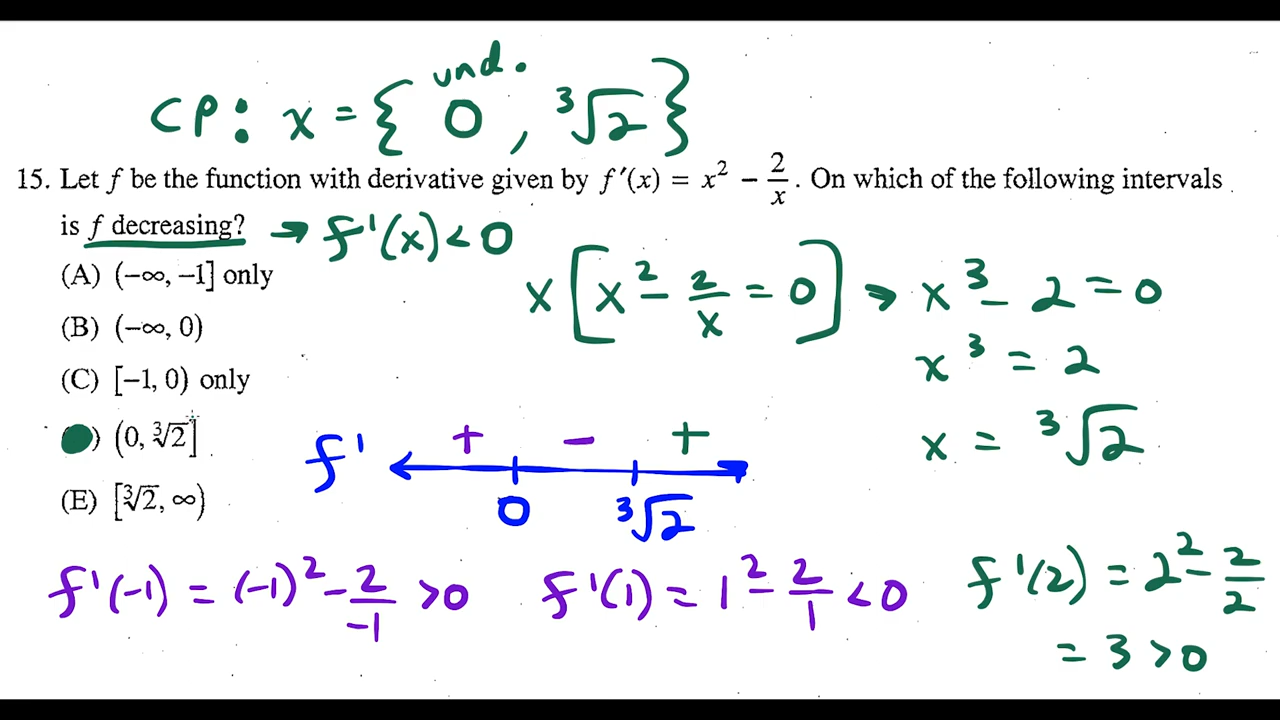 CP: x = { 0 und. , ∛2 }
15. Let f be the function with derivative given by f′(x) = x² − 2/x. On which of the following intervals
is f decreasing? → f'(x) < 0
(A) (−∞, −1] only
(B) (−∞, 0)
(C) [−1, 0) only
) (0, ∛2]
(E) [∛2, ∞)
x [ x² − 2/x = 0 ] → x³ − 2 = 0
x³ = 2
x = ∛2
f' + − +
0 ∛2
f'(-1) = (-1)² − 2/-1 > 0
f'(1) = 1² − 2/1 < 0
f'(2) = 2² − 2/2
= 3 > 0